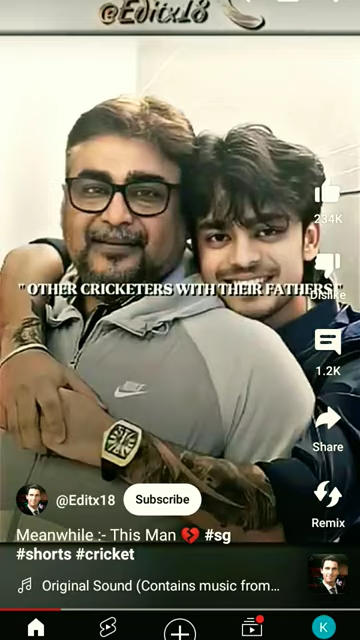 @Editx18
234K
" OTHER CRICKETERS WITH THEIR FATHERS "
Dislike
1.2K
Share
@Editx18
Subscribe
Remix
Meanwhile :- This Man 💔 #sg
#shorts #cricket
Original Sound (Contains music from...
K